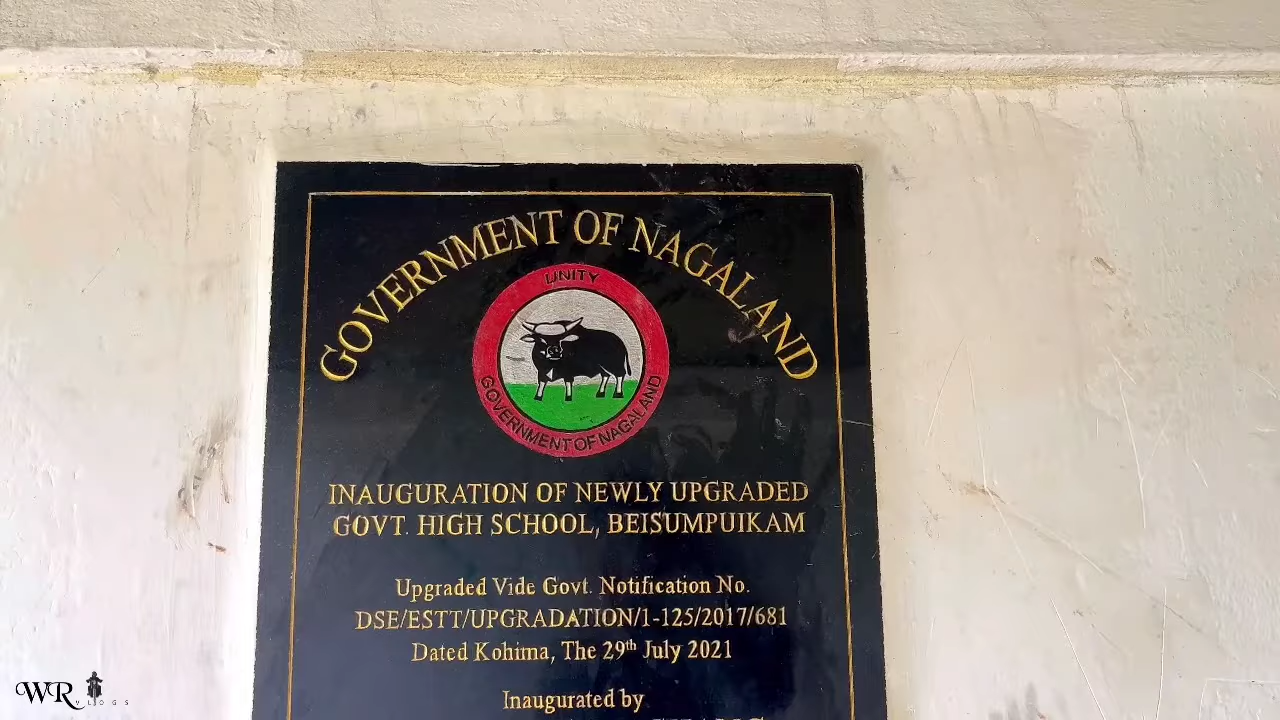 GOVERNMENT OF NAGALAND
UNITY
GOVERNMENT OF NAGALAND
INAUGURATION OF NEWLY UPGRADED
GOVT. HIGH SCHOOL, BEISUMPUIKAM
Upgraded Vide Govt. Notification No.
DSE/ESTT/UPGRADATION/1-125/2017/681
Dated Kohima, The 29th July 2021
Inaugurated by
WR
VLOGS